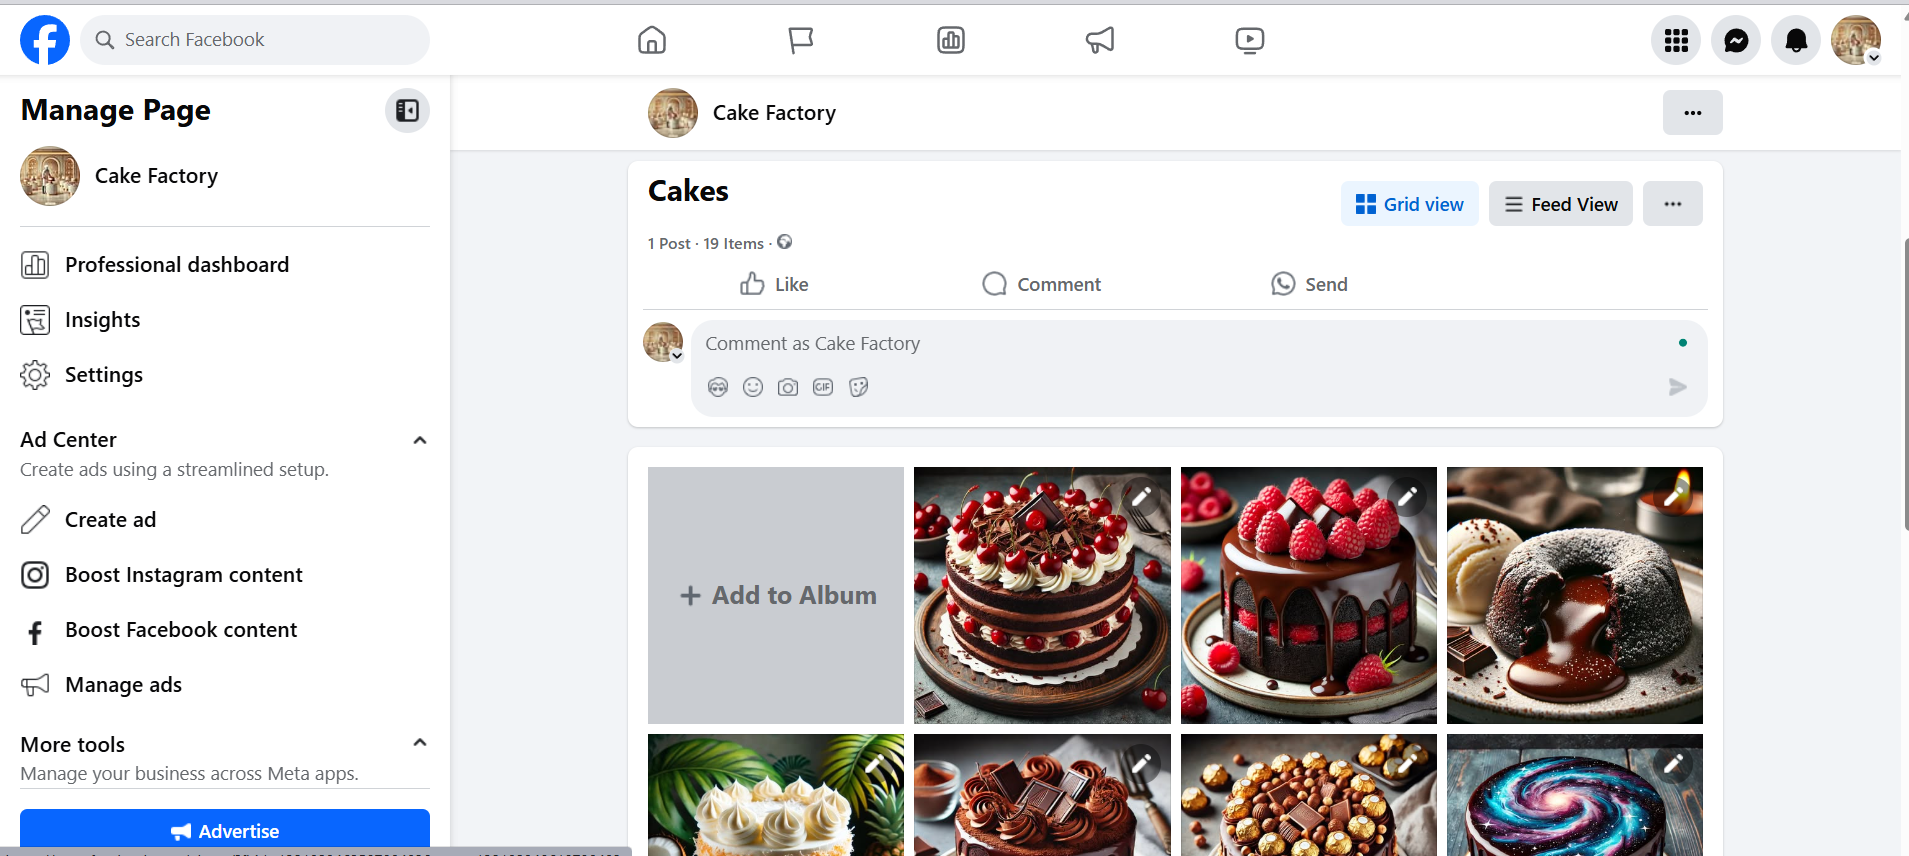 Search Facebook
Manage Page
Cake Factory
Professional dashboard
Insights
Settings
Ad Center
Create ads using a streamlined setup.
Create ad
Boost Instagram content
Boost Facebook content
Manage ads
More tools
Manage your business across Meta apps.
Advertise
Cake Factory
Cakes
Grid view
Feed View
1 Post · 19 Items ·
Like
Comment
Send
Comment as Cake Factory
GIF
+ Add to Album